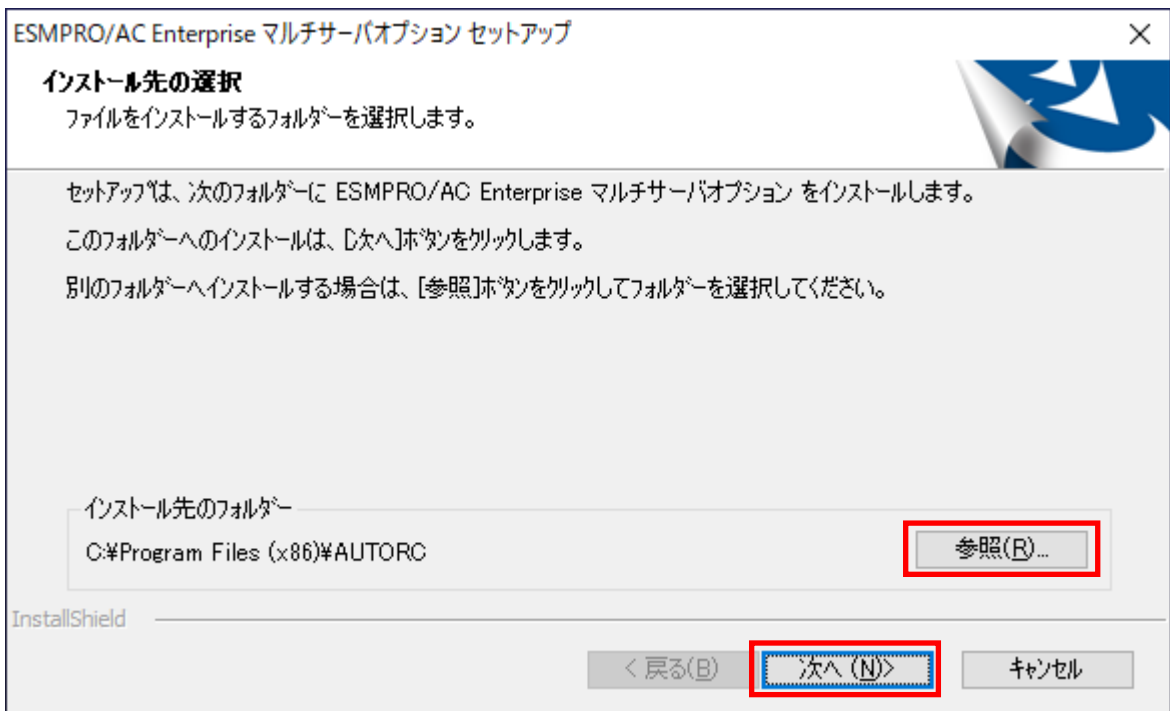 ESMPRO/AC Enterprise マルチサーバオプション セットアップ
インストール先の選択
ファイルをインストールするフォルダーを選択します。
セットアップは、次のフォルダーに ESMPRO/AC Enterprise マルチサーバオプション をインストールします。
このフォルダーへのインストールは、[次へ]ボタンをクリックします。
別のフォルダーへインストールする場合は、[参照]ボタンをクリックしてフォルダーを選択してください。
インストール先のフォルダー
C:¥Program Files (x86)¥AUTORC
参照(R)...
InstallShield
< 戻る(B)
次へ (N)>
キャンセル